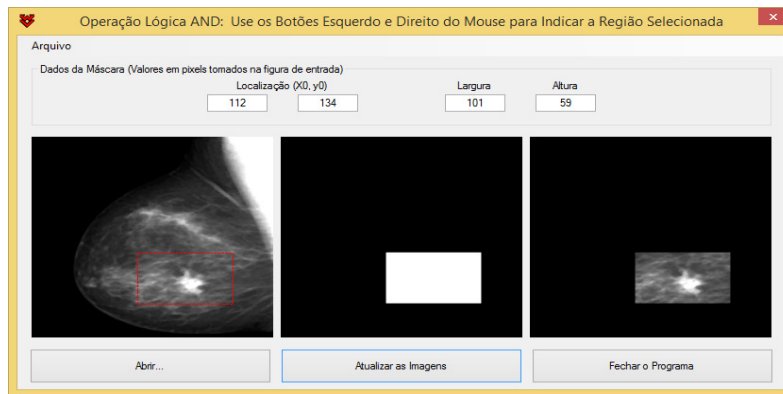 Operação Lógica AND: Use os Botões Esquerdo e Direito do Mouse para Indicar a Região Selecionada
Arquivo
Dados da Máscara (Valores em pixels tomados na figura de entrada)
Localização (X0, y0) Largura Altura
112 134 101 59
Abrir... Atualizar as Imagens Fechar o Programa